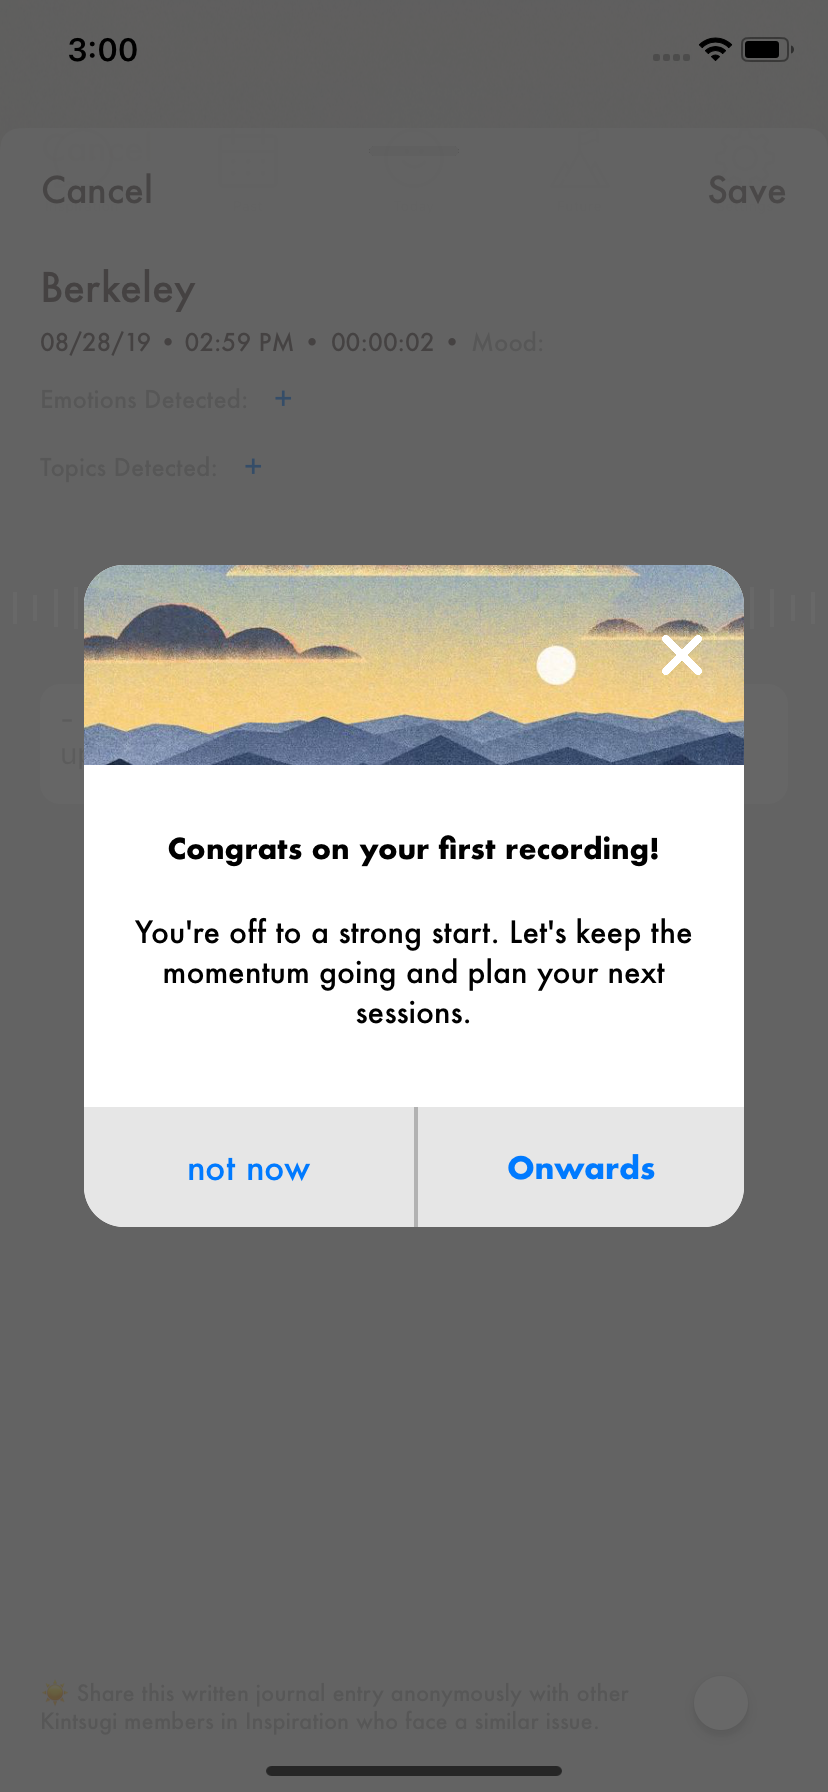 3:00
Cancel Save
Berkeley
08/28/19 • 02:59 PM • 00:00:02 • Mood:
Emotions Detected: +
Topics Detected: +
Congrats on your first recording!
You're off to a strong start. Let's keep the
momentum going and plan your next
sessions.
not now Onwards
Share this written journal entry anonymously with other
Kintsugi members in Inspiration who face a similar issue.